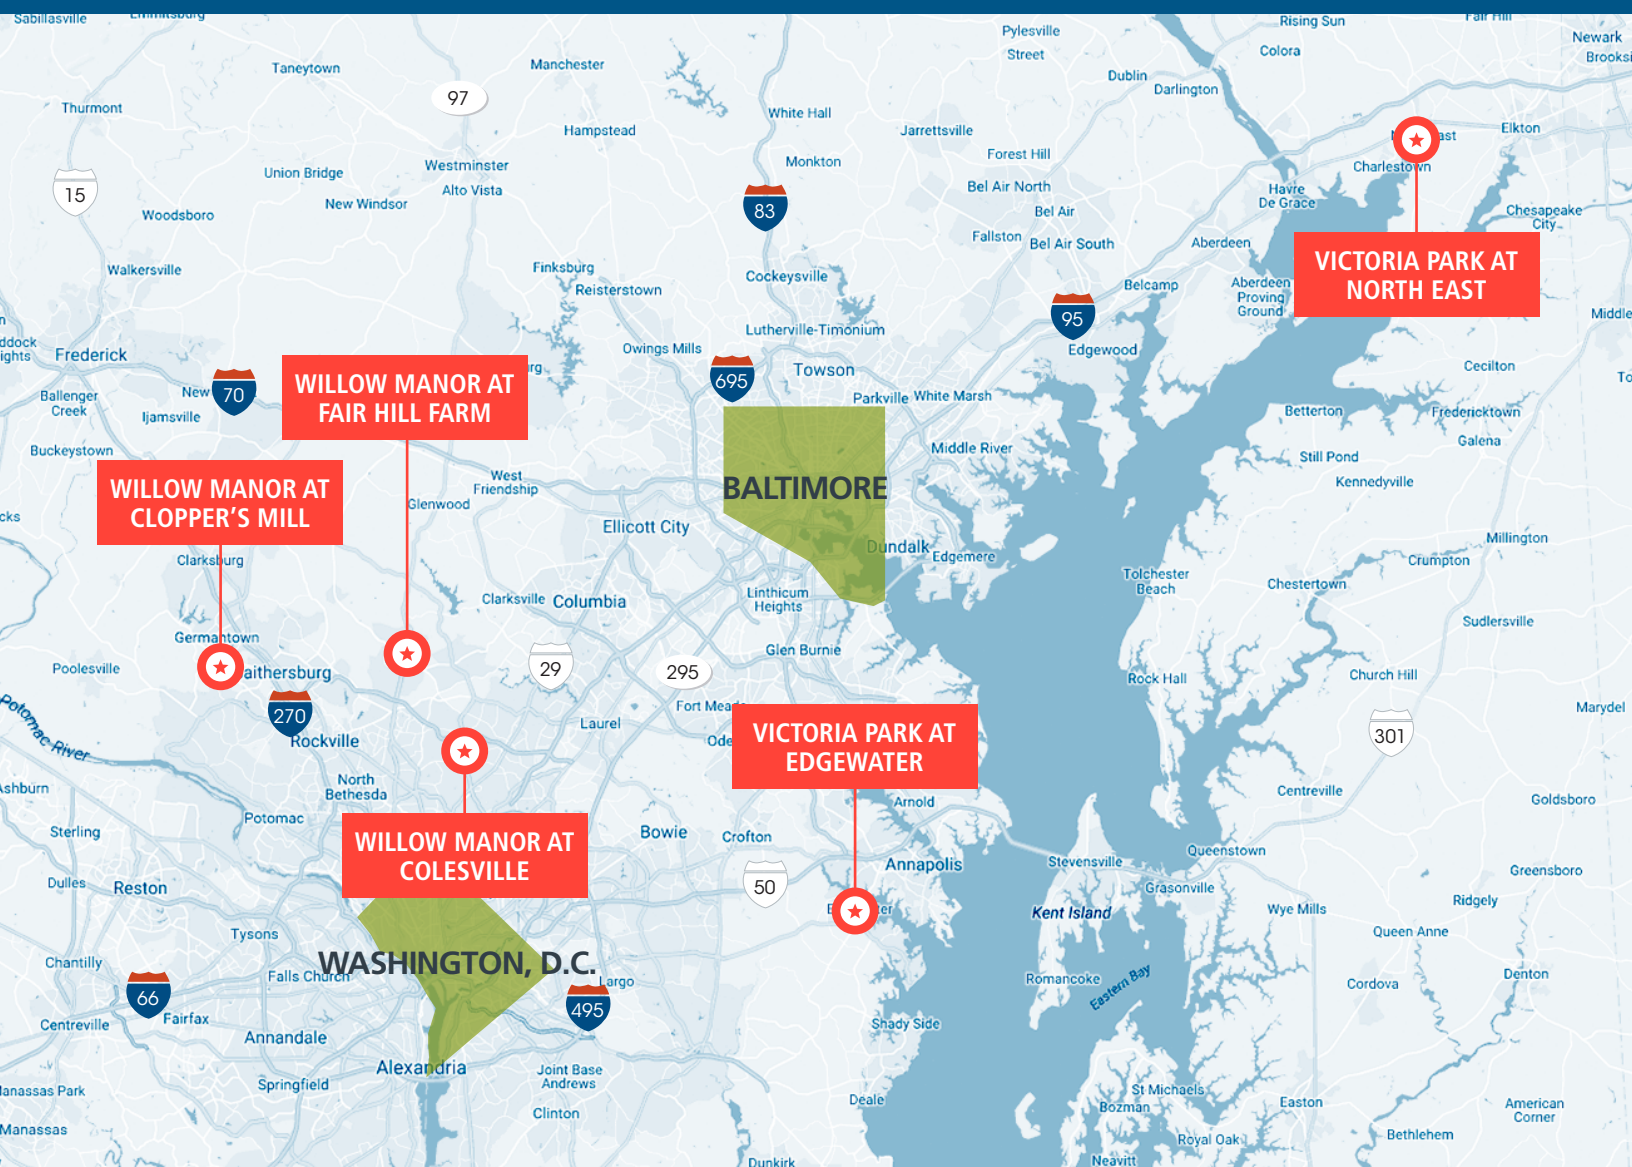 Sabillasville
Emmitsburg
Taneytown
Manchester
Pylesville
Street
Rising Sun
Fair Hill
Colora
Newark
Dublin
Darlington
Thurmont
97
Hampstead
White Hall
Jarrettsville
Elkton
Union Bridge
Westminster
Alto Vista
New Windsor
Monkton
Forest Hill
Bel Air North
Bel Air
Charlestown
Havre
De Grace
15
Woodsboro
83
Fallston
Bel Air South
Aberdeen
Chesapeake
City
Walkersville
Finksburg
Reisterstown
Cockeysville
Belcamp
Aberdeen
Proving
Ground
VICTORIA PARK AT
NORTH EAST
95
Lutherville-Timonium
Edgewood
Frederick
Owings Mills
Towson
Cecilton
Ballenger
Creek
New
70
Ijamsville
WILLOW MANOR AT
FAIR HILL FARM
695
Parkville
White Marsh
Betterton
Fredericktown
Galena
Buckeystown
Middle River
Still Pond
Kennedyville
WILLOW MANOR AT
CLOPPER’S MILL
West
Friendship
Glenwood
BALTIMORE
Ellicott City
Dundalk
Edgemere
Millington
Crumpton
Clarksburg
Tolchester
Beach
Chestertown
Clarksville
Columbia
Linthicum
Heights
Sudlersville
Germantown
Glen Burnie
Poolesville
aithersburg
29
295
Rock Hall
Church Hill
Potomac River
270
Rockville
Laurel
Fort Mea
Ode
VICTORIA PARK AT
EDGEWATER
301
Marydel
North
Bethesda
Ashburn
Potomac
Centreville
Goldsboro
Sterling
WILLOW MANOR AT
COLESVILLE
Bowie
Crofton
Arnold
Annapolis
Stevensville
Queenstown
Grasonville
Dulles
Reston
50
Greensboro
Ridgely
Kent Island
Wye Mills
Queen Anne
Tysons
Chantilly
Falls Church
WASHINGTON, D.C.
Largo
Romancoke
Eastern Bay
Cordova
Denton
66
495
Centreville
Fairfax
Annandale
Shady Side
Alexandria
Joint Base
Andrews
Springfield
Manassas Park
Clinton
Deale
St Michaels
Bozman
Easton
American
Corner
Manassas
Royal Oak
Bethlehem
Dunkirk
Neavitt